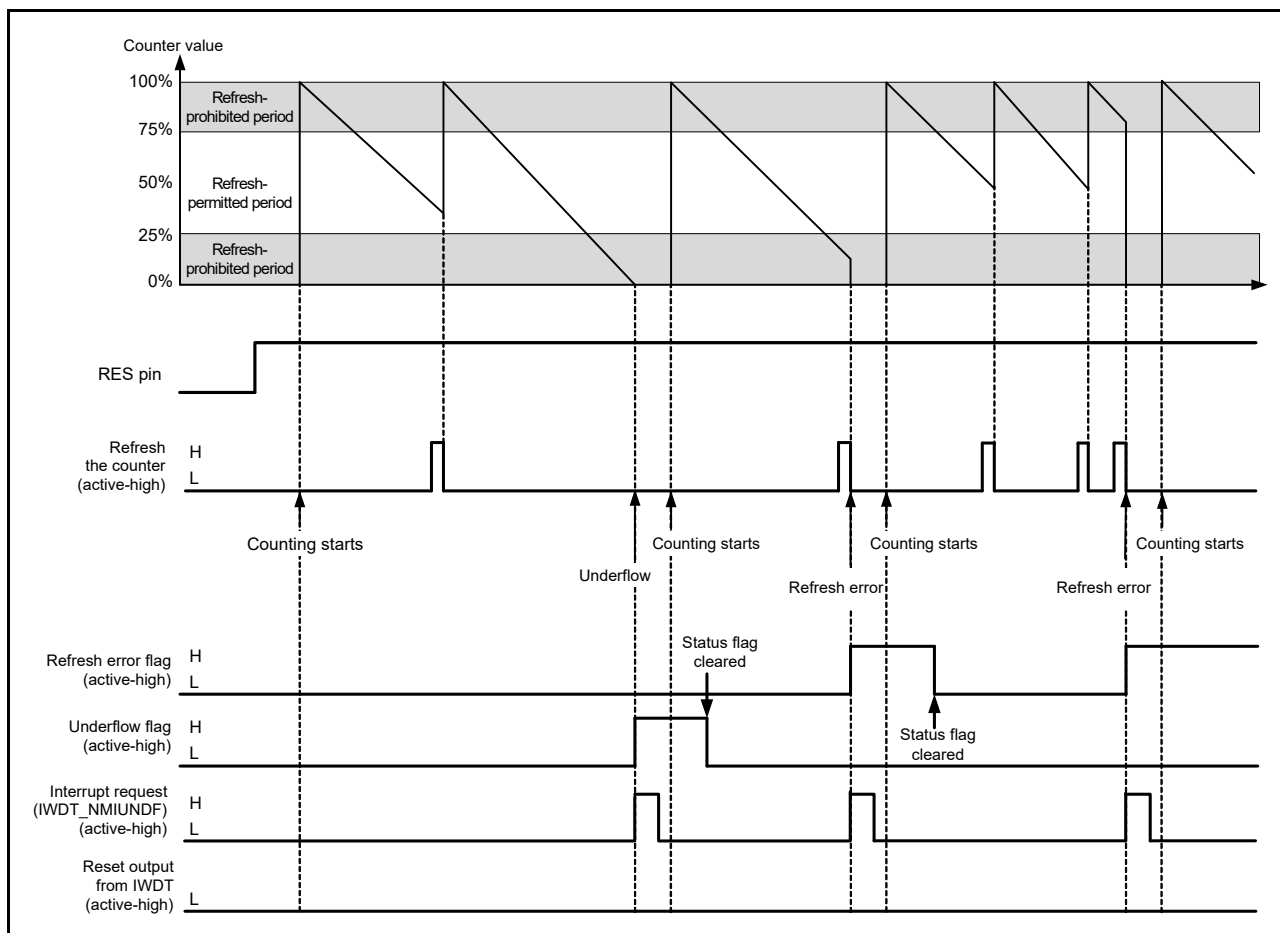 Counter value
100%
Refresh-
prohibited period
75%
50%
Refresh-
permitted period
25%
Refresh-
prohibited period
0%
RES pin
Refresh
the counter
(active-high)
H
L
Counting starts
Counting starts
Counting starts
Counting starts
Underflow
Refresh error
Refresh error
Status flag
cleared
Refresh error flag
(active-high)
H
L
Underflow flag
(active-high)
H
L
Status flag
cleared
Interrupt request
(IWDT_NMIUNDF)
(active-high)
H
L
Reset output
from IWDT
(active-high)
L